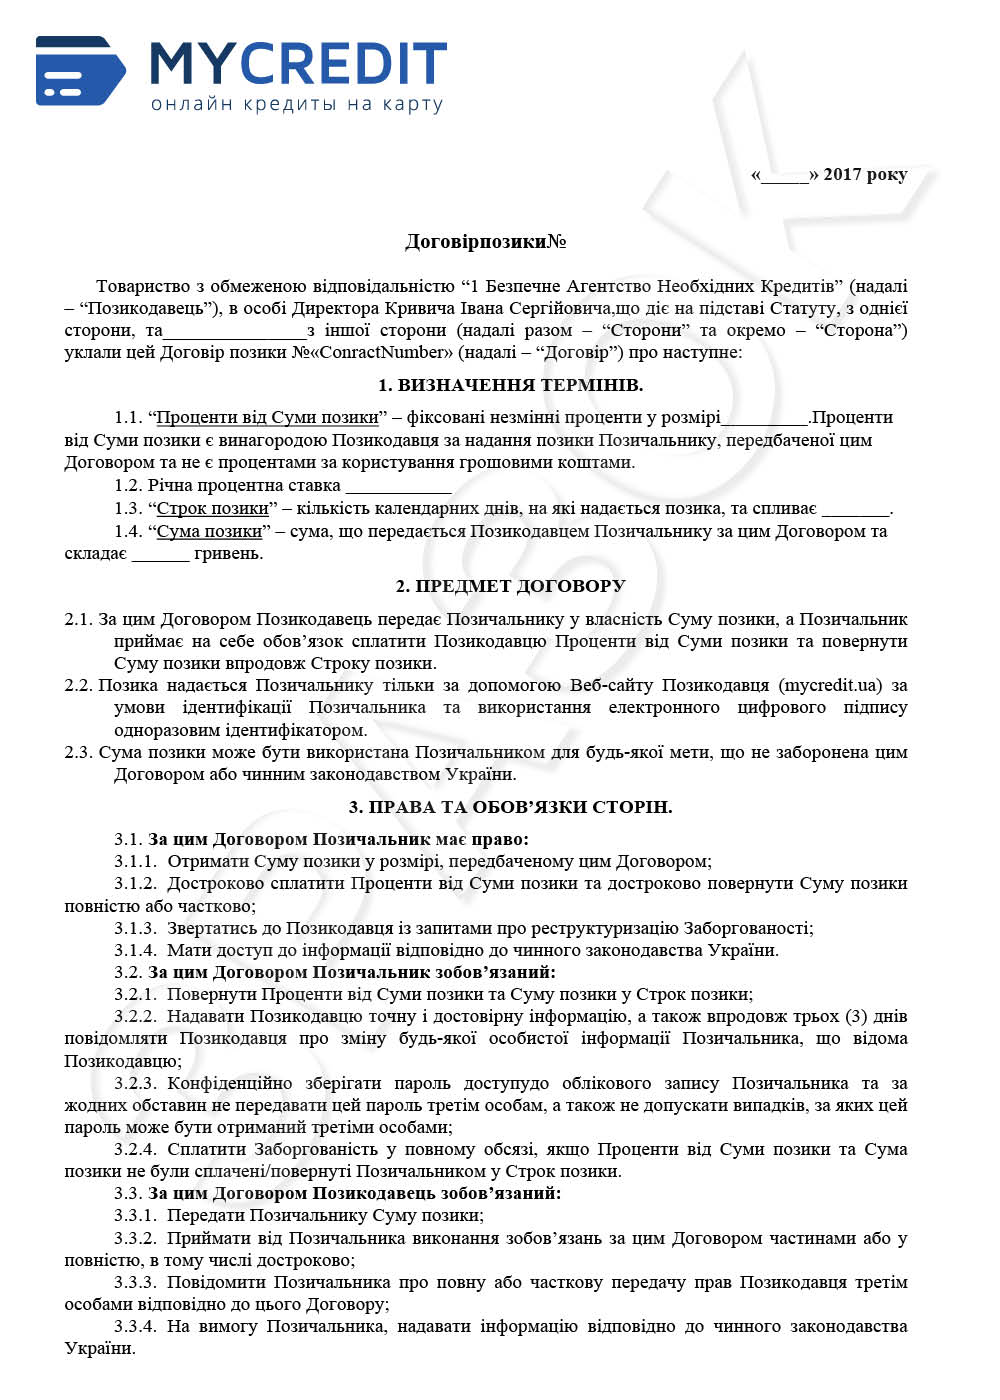 MYCREDIT
онлайн кредиты на карту
«_____» 2017 року
Договірпозики№
Товариство з обмеженою відповідальністю “1 Безпечне Агентство Необхідних Кредитів” (надалі
– “Позикодавець”), в особі Директора Кривича Івана Сергійовича,що діє на підставі Статуту, з однієї
сторони, та_______________з іншої сторони (надалі разом – “Сторони” та окремо – “Сторона”)
уклали цей Договір позики №«ConractNumber» (надалі – “Договір”) про наступне:
1. ВИЗНАЧЕННЯ ТЕРМІНІВ.
1.1. “Проценти від Суми позики” – фіксовані незмінні проценти у розмірі_________.Проценти
від Суми позики є винагородою Позикодавця за надання позики Позичальнику, передбаченої цим
Договором та не є процентами за користування грошовими коштами.
1.2. Річна процентна ставка ___________
1.3. “Строк позики” – кількість календарних днів, на які надається позика, та спливає _______.
1.4. “Сума позики” – сума, що передається Позикодавцем Позичальнику за цим Договором та
складає ______ гривень.
2. ПРЕДМЕТ ДОГОВОРУ
2.1. За цим Договором Позикодавець передає Позичальнику у власність Суму позики, а Позичальник
приймає на себе обов’язок сплатити Позикодавцю Проценти від Суми позики та повернути
Суму позики впродовж Строку позики.
2.2. Позика надається Позичальнику тільки за допомогою Веб-сайту Позикодавця (mycredit.ua) за
умови ідентифікації Позичальника та використання електронного цифрового підпису
одноразовим ідентифікатором.
2.3. Сума позики може бути використана Позичальником для будь-якої мети, що не заборонена цим
Договором або чинним законодавством України.
3. ПРАВА ТА ОБОВ’ЯЗКИ СТОРІН.
3.1. За цим Договором Позичальник має право:
3.1.1. Отримати Суму позики у розмірі, передбаченому цим Договором;
3.1.2. Достроково сплатити Проценти від Суми позики та достроково повернути Суму позики
повністю або частково;
3.1.3. Звертатись до Позикодавця із запитами про реструктуризацію Заборгованості;
3.1.4. Мати доступ до інформації відповідно до чинного законодавства України.
3.2. За цим Договором Позичальник зобов’язаний:
3.2.1. Повернути Проценти від Суми позики та Суму позики у Строк позики;
3.2.2. Надавати Позикодавцю точну і достовірну інформацію, а також впродовж трьох (3) днів
повідомляти Позикодавця про зміну будь-якої особистої інформації Позичальника, що відома
Позикодавцю;
3.2.3. Конфіденційно зберігати пароль доступудо облікового запису Позичальника та за
жодних обставин не передавати цей пароль третім особам, а також не допускати випадків, за яких цей
пароль може бути отриманий третіми особами;
3.2.4. Сплатити Заборгованість у повному обсязі, якщо Проценти від Суми позики та Сума
позики не були сплачені/повернуті Позичальником у Строк позики.
3.3. За цим Договором Позикодавець зобов’язаний:
3.3.1. Передати Позичальнику Суму позики;
3.3.2. Приймати від Позичальника виконання зобов’язань за цим Договором частинами або у
повністю, в тому числі достроково;
3.3.3. Повідомити Позичальника про повну або часткову передачу прав Позикодавця третім
особами відповідно до цього Договору;
3.3.4. На вимогу Позичальника, надавати інформацію відповідно до чинного законодавства
України.
ЗРАЗОК